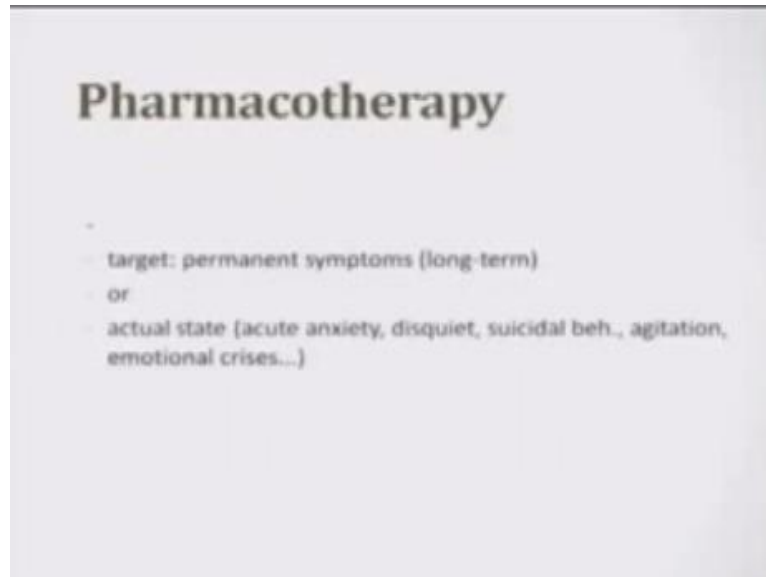 Pharmacotherapy
target: permanent symptoms (long-term)
or
actual state (acute anxiety, disquiet, suicidal beh., agitation,
emotional crises...)